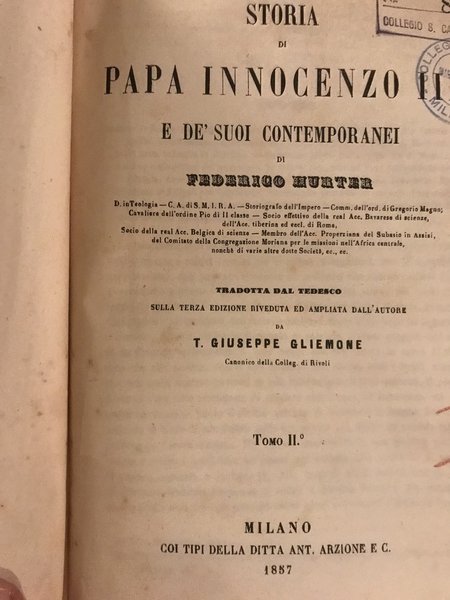 STORIA
DI
PAPA INNOCENZO II
E DE' SUOI CONTEMPORANEI
DI
FEDERICO HURTER
D. in Teologia — C. A. di S. M. I. R. A. — Storiografo dell'Impero — Comm. dell'ord. di Gregorio Magno;
Cavaliere dell'ordine Pio di II classe — Socio effettivo della real Acc. Bavarese di scienze,
dell'Acc. tiberina ed eccl. di Roma,
Socio dalla real Acc. Belgica di scienze — Membro dell'Acc. Properziana del Subasio in Assisi,
del Comitato della Congregazione Moriana per le missioni nell'Africa centrale,
nonchè di varie altre dotte Società, ec., ec.
TRADOTTA DAL TEDESCO
SULLA TERZA EDIZIONE RIVEDUTA ED AMPLIATA DALL'AUTORE
DA
T. GIUSEPPE GLIEMONE
Canonico della Colleg. di Rivoli
TOMO II.º
MILANO
COI TIPI DELLA DITTA ANT. ARZIONE E C.
1857
COLLEGIO S. CA